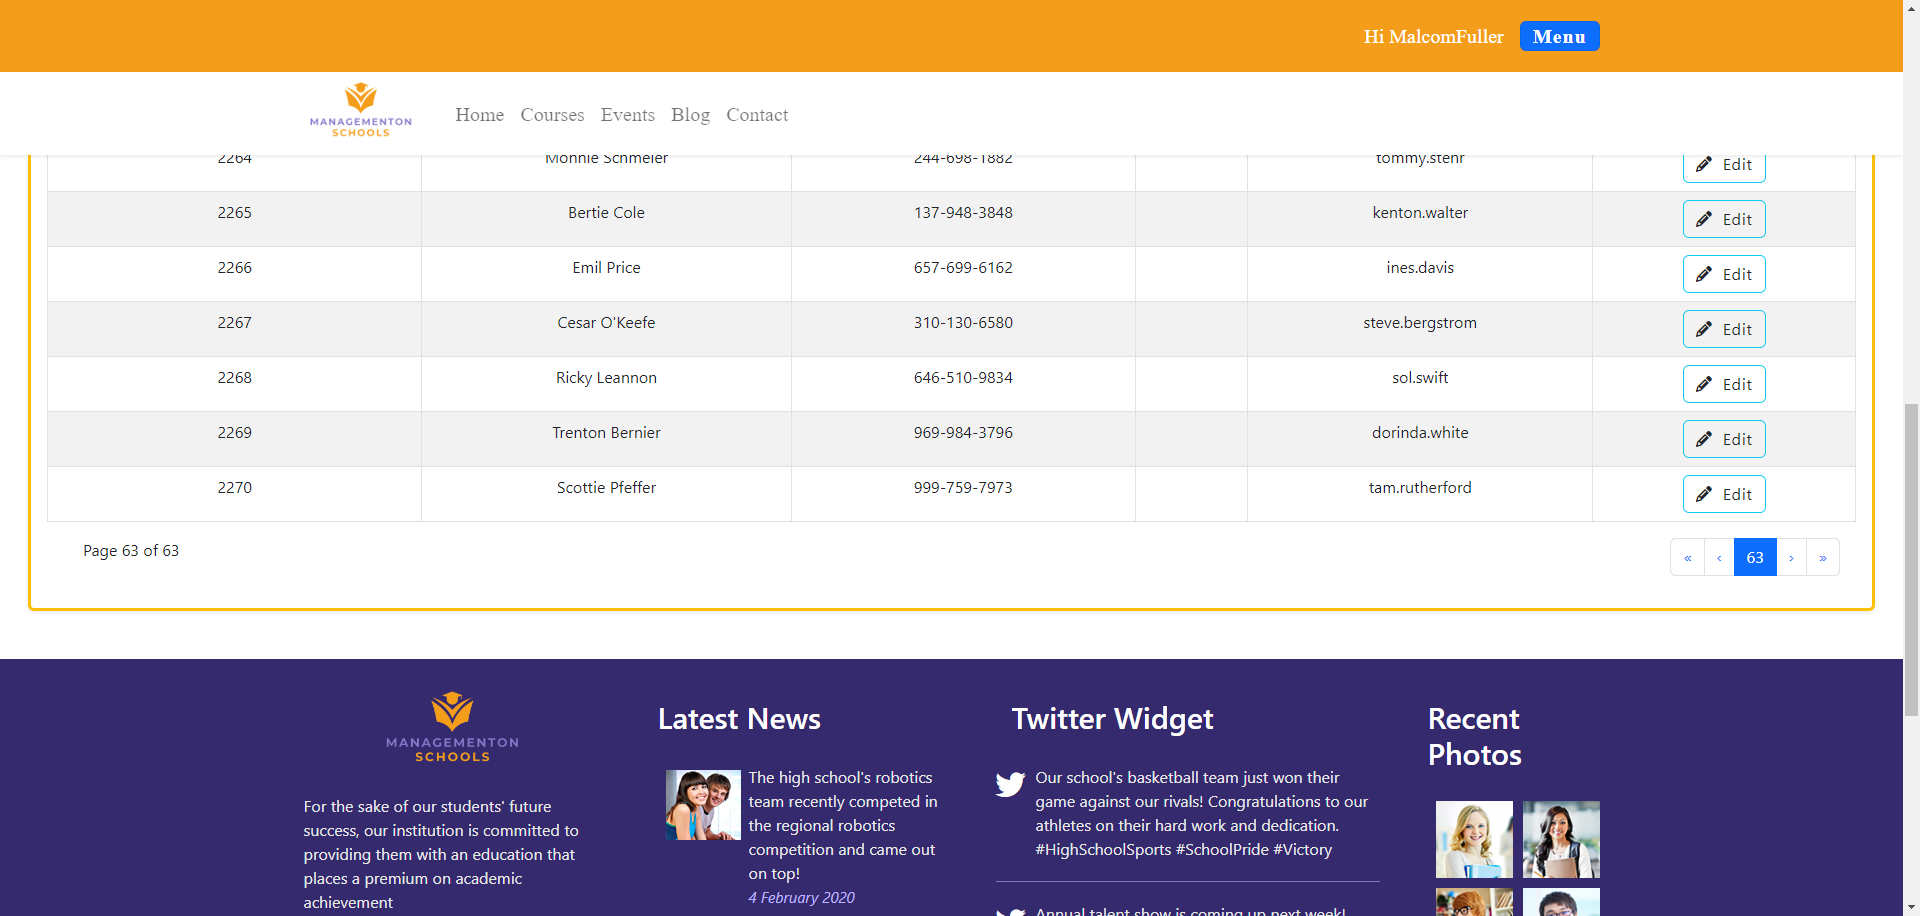 Hi MalcomFuller Menu
MANAGEMENTON
SCHOOLS
Home Courses Events Blog Contact
2264 Monnie Schmeler 244-698-1882 tommy.stehr Edit
2265 Bertie Cole 137-948-3848 kenton.walter Edit
2266 Emil Price 657-699-6162 ines.davis Edit
2267 Cesar O'Keefe 310-130-6580 steve.bergstrom Edit
2268 Ricky Leannon 646-510-9834 sol.swift Edit
2269 Trenton Bernier 969-984-3796 dorinda.white Edit
2270 Scottie Pfeffer 999-759-7973 tam.rutherford Edit
Page 63 of 63
« ‹ 63 › »
MANAGEMENTON
SCHOOLS
For the sake of our students' future
success, our institution is committed to
providing them with an education that
places a premium on academic
achievement
Latest News
The high school's robotics
team recently competed in
the regional robotics
competition and came out
on top!
4 February 2020
Twitter Widget
Our school's basketball team just won their
game against our rivals! Congratulations to our
athletes on their hard work and dedication.
#HighSchoolSports #SchoolPride #Victory
Annual talent show is coming up next week!
Recent
Photos